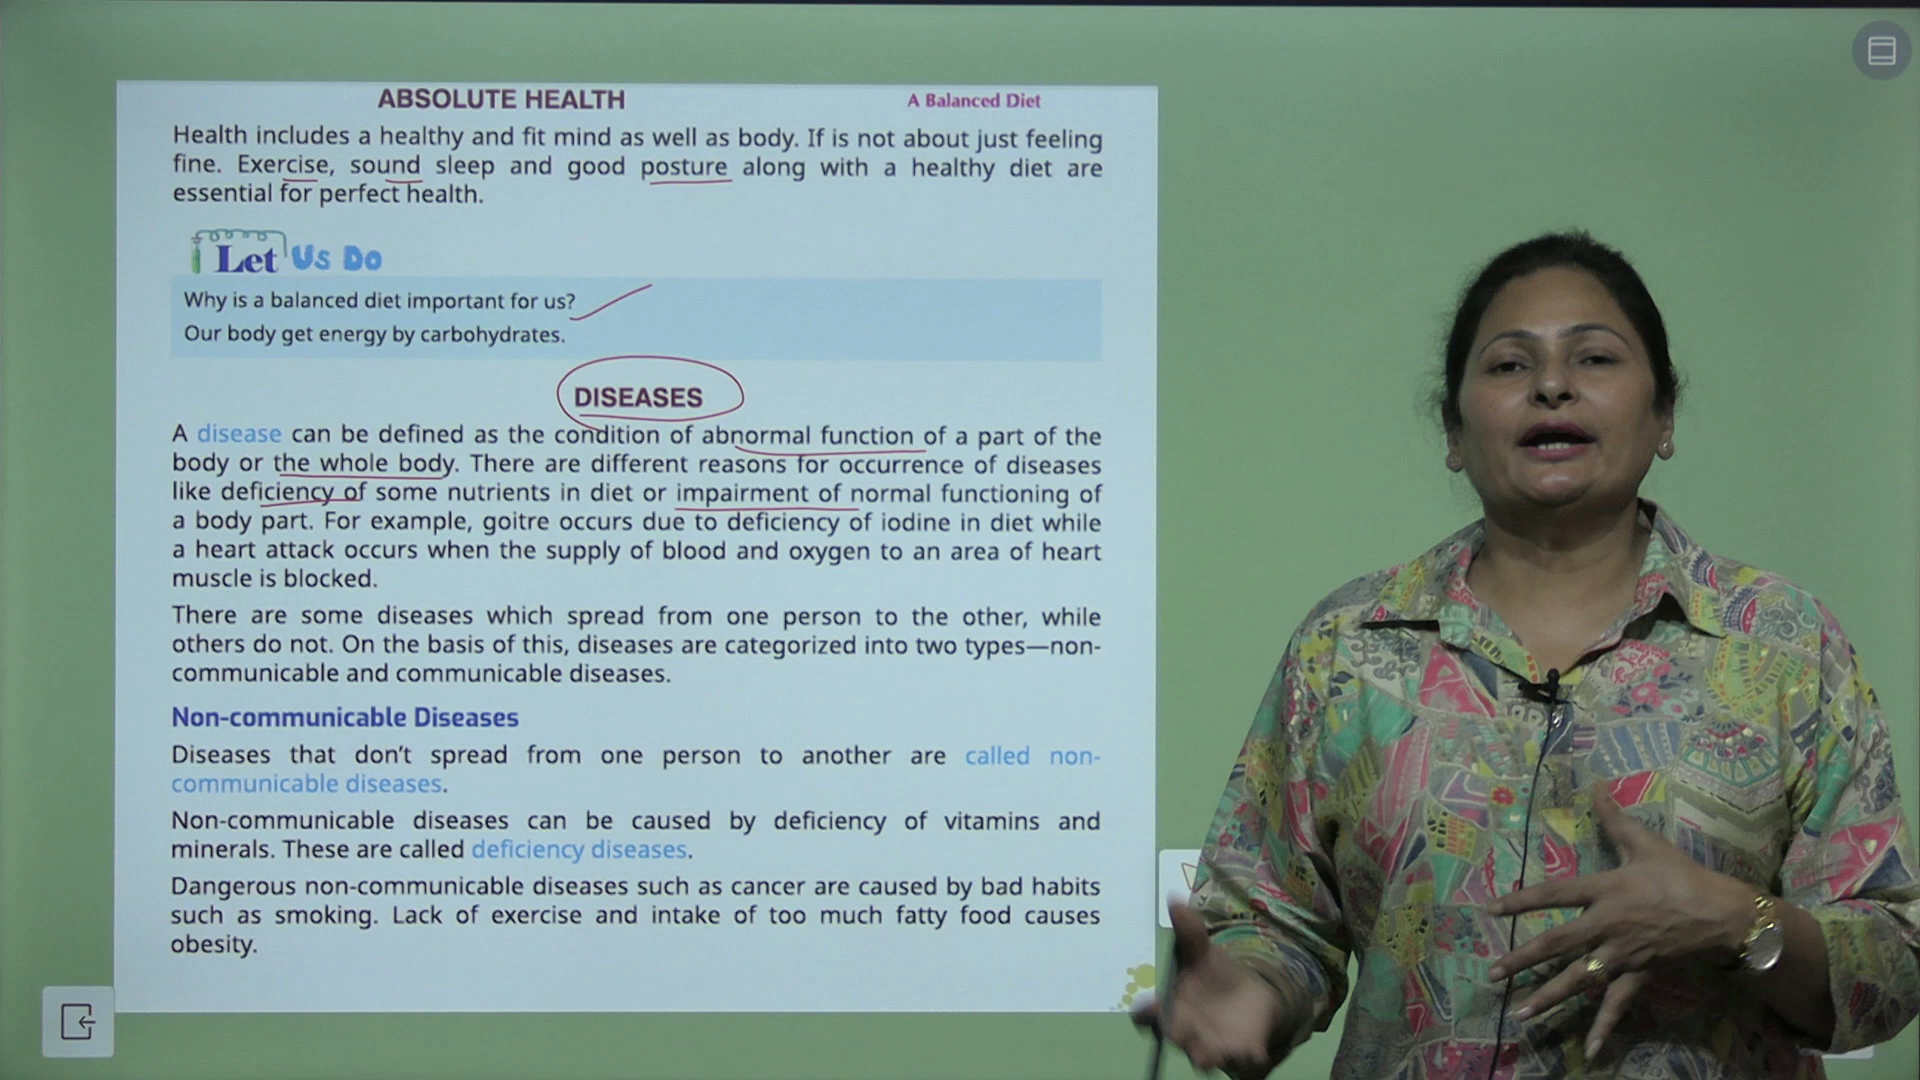 ABSOLUTE HEALTH
A Balanced Diet
Health includes a healthy and fit mind as well as body. If is not about just feeling
fine. Exercise, sound sleep and good posture along with a healthy diet are
essential for perfect health.
Let Us Do
Why is a balanced diet important for us?
Our body get energy by carbohydrates.
DISEASES
A disease can be defined as the condition of abnormal function of a part of the
body or the whole body. There are different reasons for occurrence of diseases
like deficiency of some nutrients in diet or impairment of normal functioning of
a body part. For example, goitre occurs due to deficiency of iodine in diet while
a heart attack occurs when the supply of blood and oxygen to an area of heart
muscle is blocked.
There are some diseases which spread from one person to the other, while
others do not. On the basis of this, diseases are categorized into two types—non-
communicable and communicable diseases.
Non-communicable Diseases
Diseases that don't spread from one person to another are called non-
communicable diseases.
Non-communicable diseases can be caused by deficiency of vitamins and
minerals. These are called deficiency diseases.
Dangerous non-communicable diseases such as cancer are caused by bad habits
such as smoking. Lack of exercise and intake of too much fatty food causes
obesity.